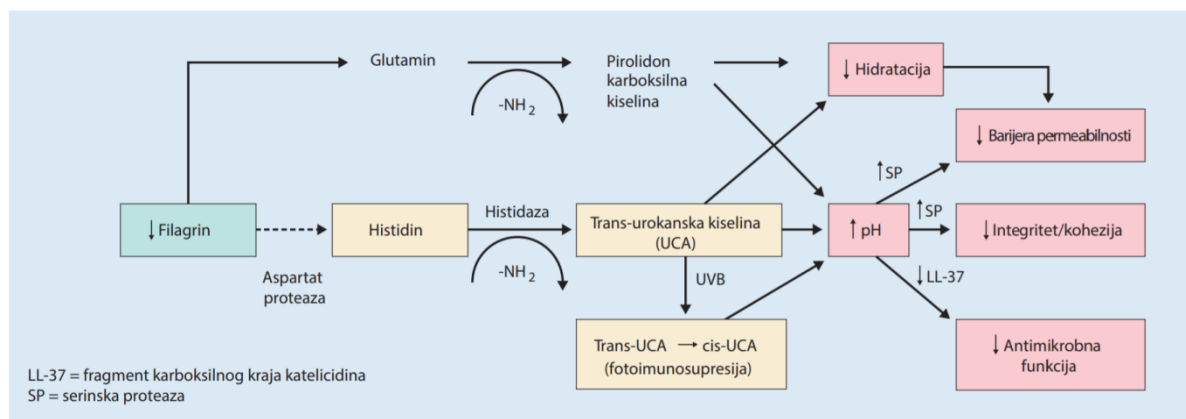 Glutamin
-NH2
Pirolidon
karboksilna
kiselina
↓ Hidratacija
↓ Barijera permeabilnosti
↑SP
↓ Filagrin
Aspartat
proteaza
Histidin
Histidaza
-NH2
Trans-urokanska kiselina
(UCA)
↑ pH
↑SP
↓ Integritet/kohezija
UVB
↓LL-37
Trans-UCA → cis-UCA
(fotoimunosupresija)
↓ Antimikrobna
funkcija
LL-37 = fragment karboksilnog kraja katelicidina
SP = serinska proteaza